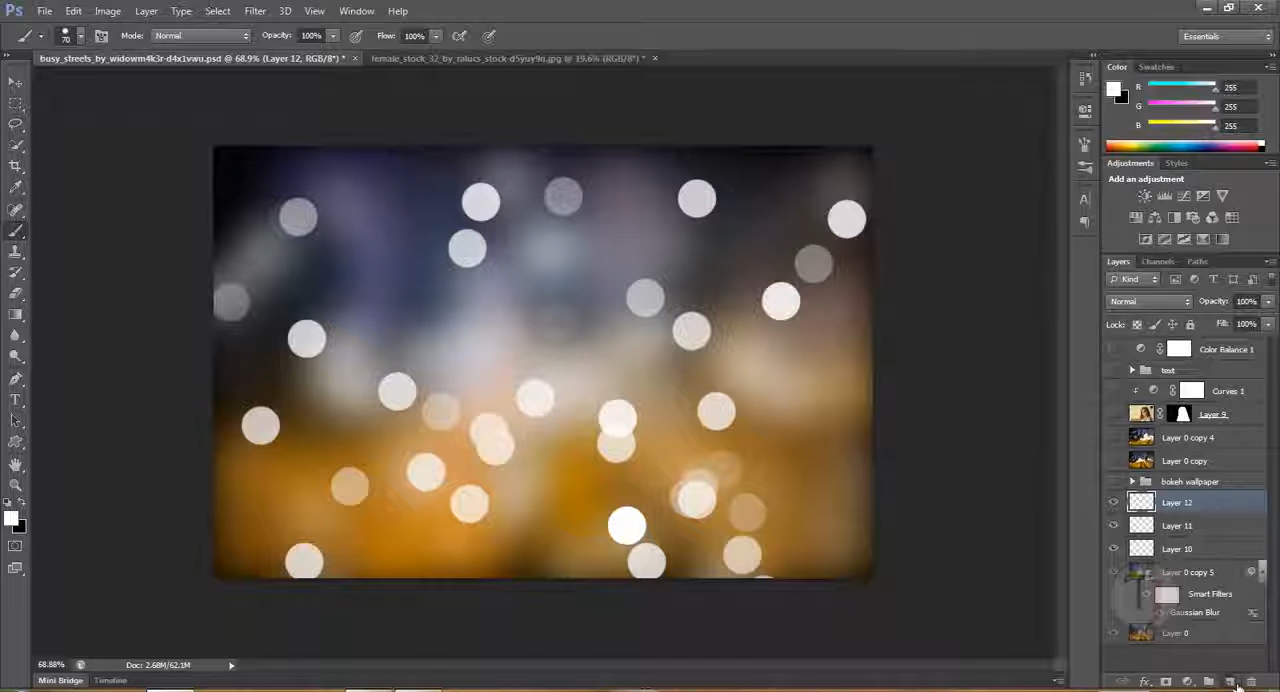 Ps File Edit Image Layer Type Select Filter 3D View Window Help
70 Mode: Normal Opacity: 100% Flow: 100% Essentials
busy_streets_by_widowm4k3r-d4x1vwu.psd @ 68.9% (Layer 12, RGB/8*) * × female_stock_32_by_ralucs_stock-d5yuy9n.jpg @ 19.6% (RGB/8*) * ×
Color Swatches
R 255
G 255
B 255
Adjustments Styles
Add an adjustment
Layers Channels Paths
Kind
Normal Opacity: 100%
Lock: Fill: 100%
Color Balance 1
text
Curves 1
Layer 9
Layer 0 copy 4
Layer 0 copy
bokeh wallpaper
Layer 12
Layer 11
Layer 10
Layer 0 copy 5
Smart Filters
Gaussian Blur
Layer 0
68.88% Doc: 2.68M/62.1M
Mini Bridge Timeline